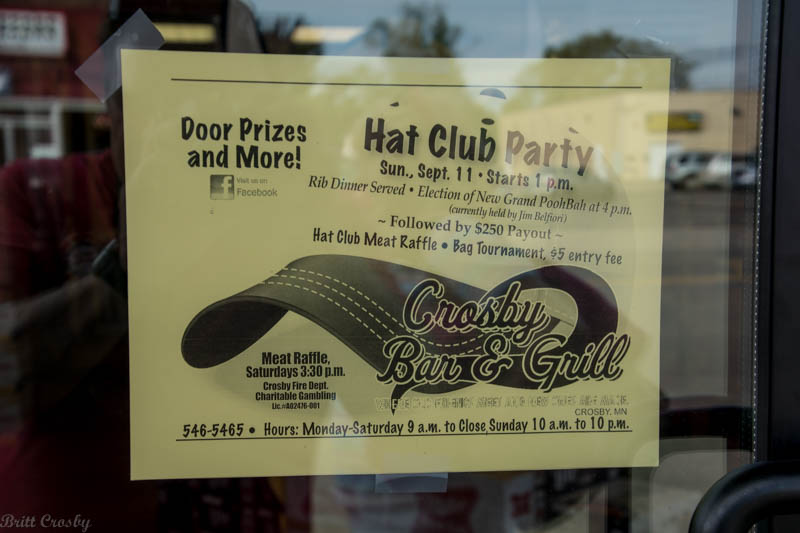 Door Prizes
and More!
Visit us on
Facebook
Hat Club Party
Sun., Sept. 11 • Starts 1 p.m.
Rib Dinner Served • Election of New Grand PoohBah at 4 p.m.
(currently held by Jim Belfiori)
~ Followed by $250 Payout ~
Hat Club Meat Raffle • Bag Tournament, $5 entry fee
Crosby
Bar & Grill
CROSBY, MN
Meat Raffle,
Saturdays 3:30 p.m.
Crosby Fire Dept.
Charitable Gambling
Lic.#A02476-001
546-5465 • Hours: Monday-Saturday 9 a.m. to Close, Sunday 10 a.m. to 10 p.m.
Britt Crosby